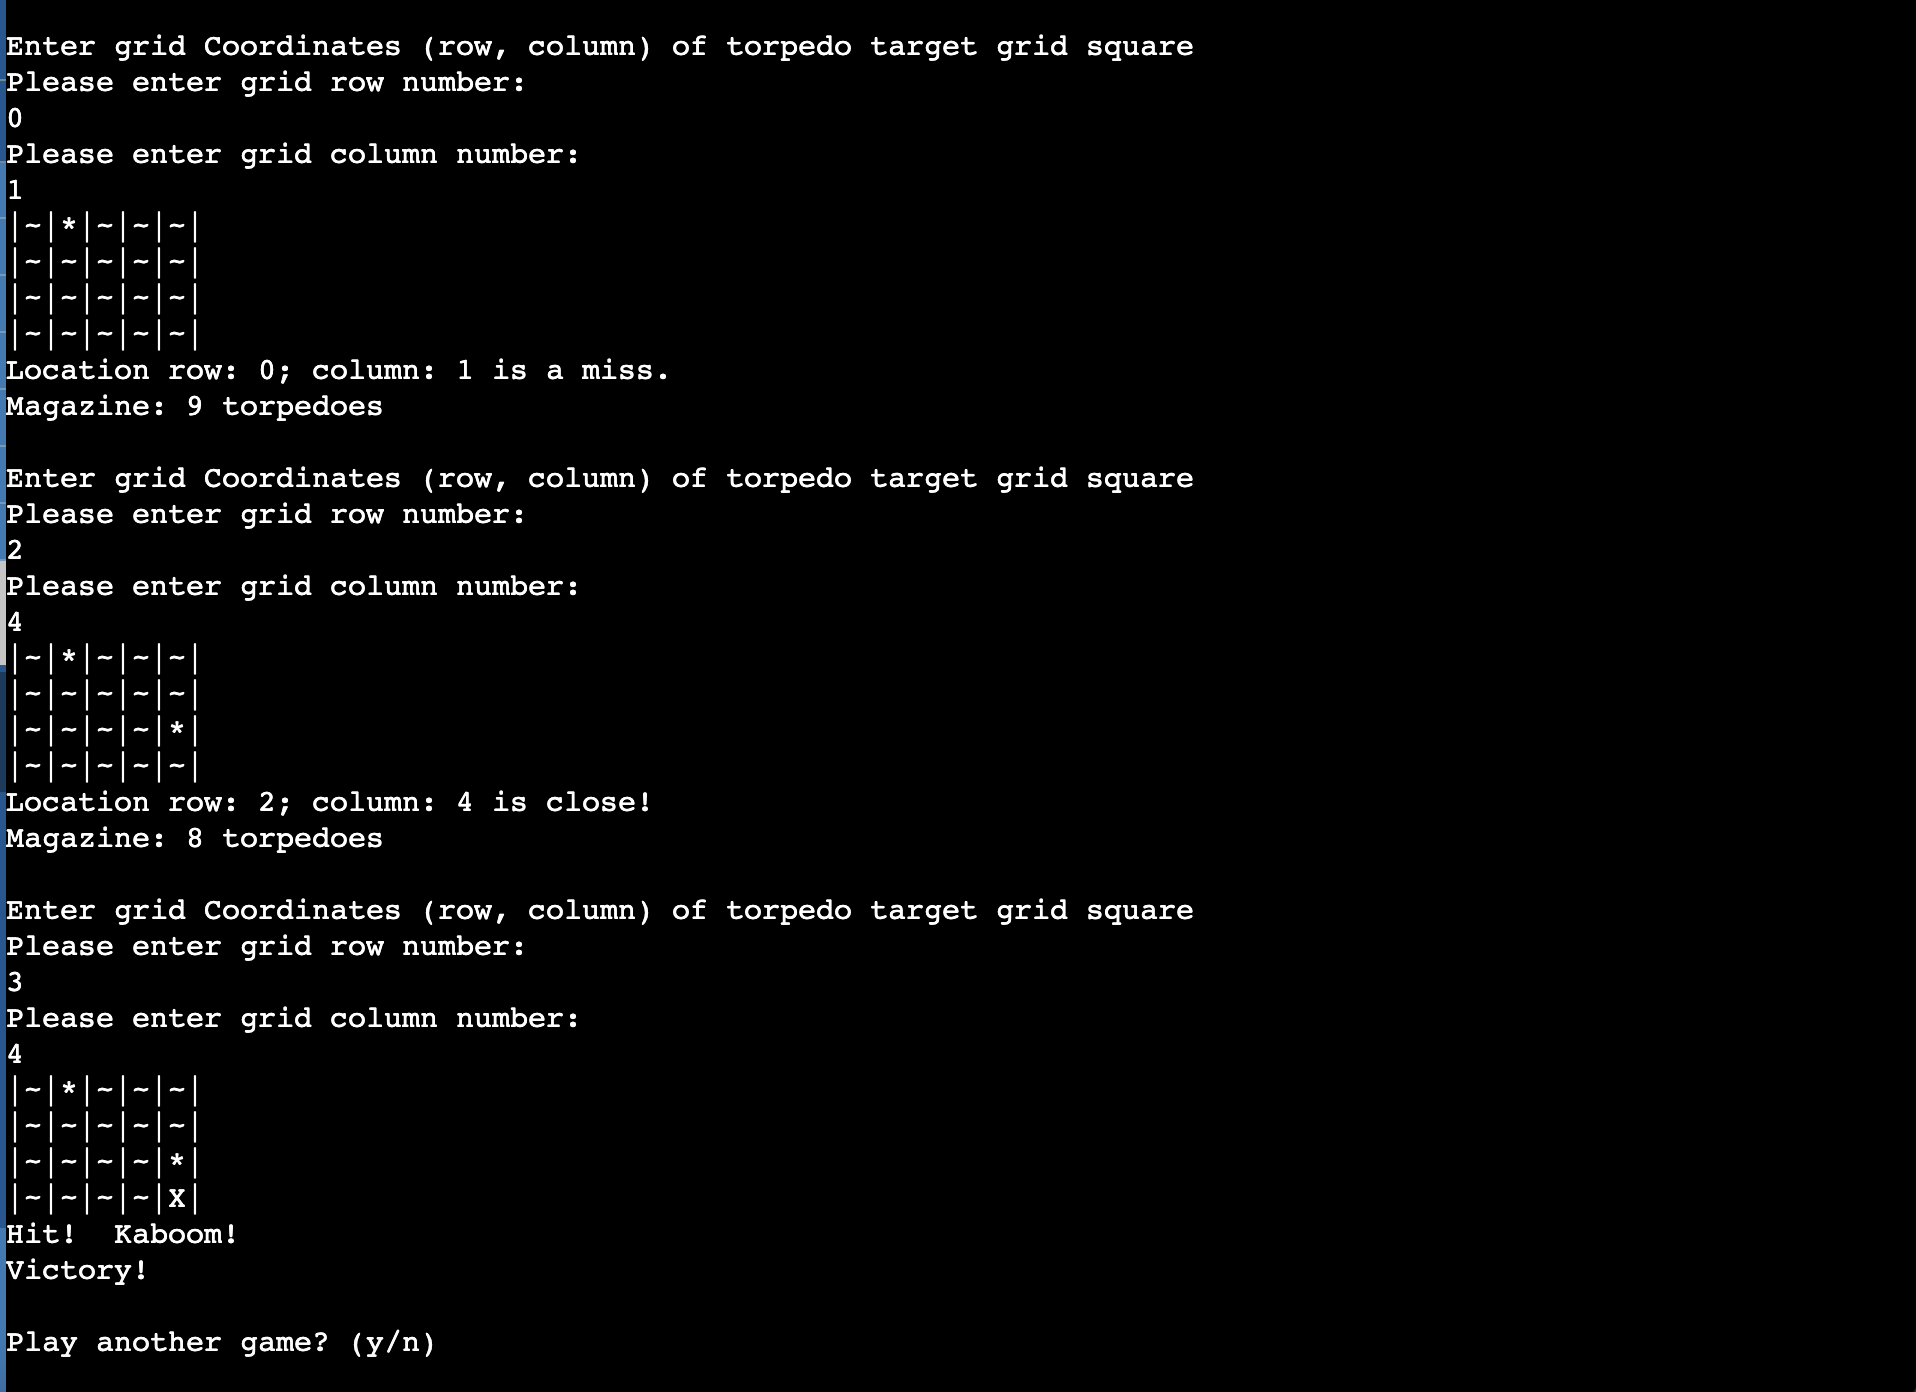 Enter grid Coordinates (row, column) of torpedo target grid square
Please enter grid row number:
0
Please enter grid column number:
1
|~|*|~|~|~|
|~|~|~|~|~|
|~|~|~|~|~|
|~|~|~|~|~|
Location row: 0; column: 1 is a miss.
Magazine: 9 torpedoes
Enter grid Coordinates (row, column) of torpedo target grid square
Please enter grid row number:
2
Please enter grid column number:
4
|~|*|~|~|~|
|~|~|~|~|~|
|~|~|~|~|*|
|~|~|~|~|~|
Location row: 2; column: 4 is close!
Magazine: 8 torpedoes
Enter grid Coordinates (row, column) of torpedo target grid square
Please enter grid row number:
3
Please enter grid column number:
4
|~|*|~|~|~|
|~|~|~|~|~|
|~|~|~|~|*|
|~|~|~|~|X|
Hit!  Kaboom!
Victory!
Play another game? (y/n)